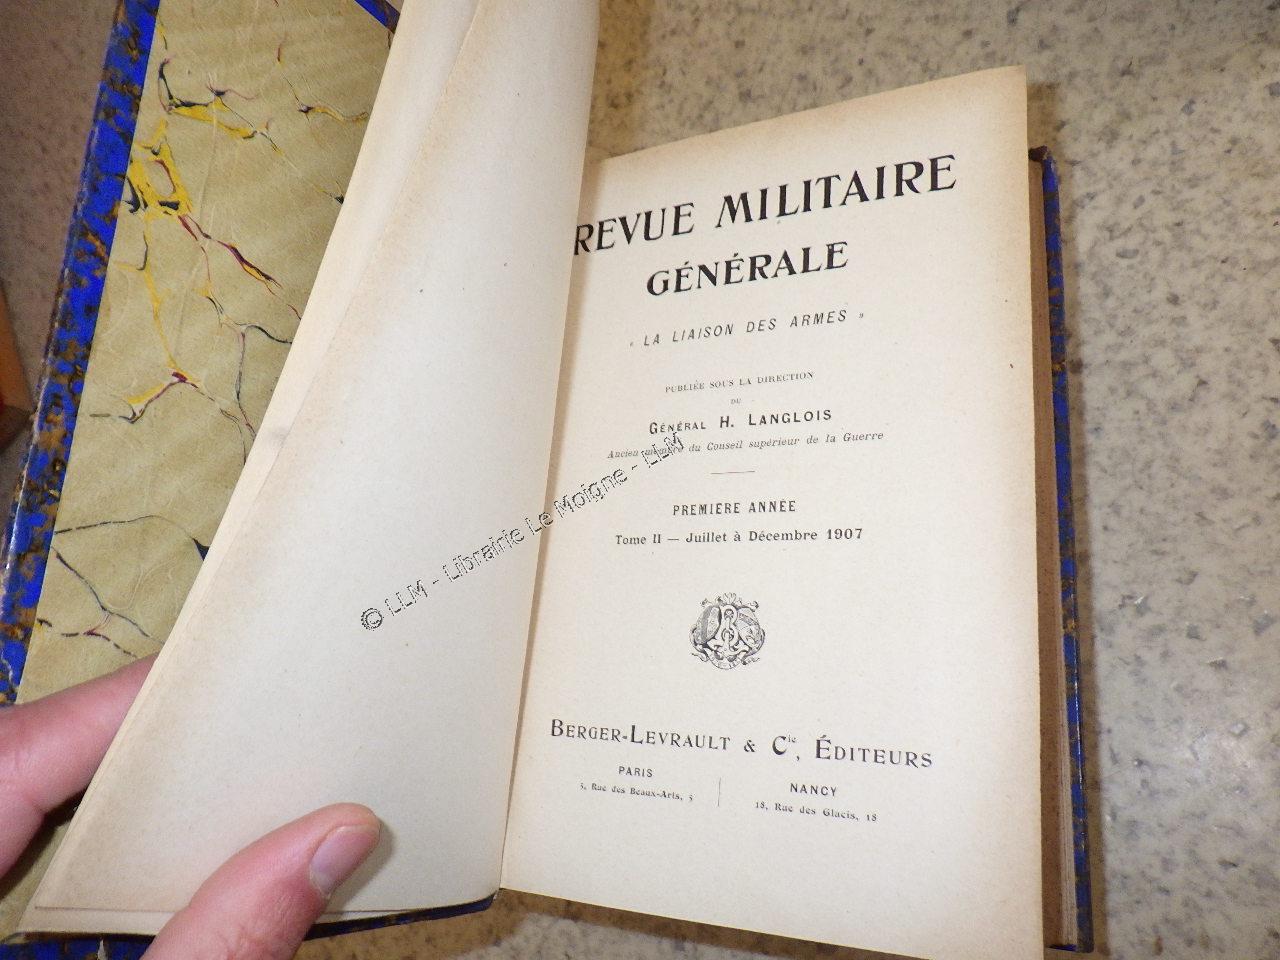 REVUE MILITAIRE
GÉNÉRALE
« LA LIAISON DES ARMES »
PUBLIÉE SOUS LA DIRECTION
DU
GÉNÉRAL H. LANGLOIS
Ancien membre du Conseil supérieur de la Guerre
PREMIERE ANNÉE
Tome II — Juillet à Décembre 1907
BERGER-LEVRAULT & Cie, ÉDITEURS
PARIS
5, Rue des Beaux-Arts, 5
NANCY
18, Rue des Glacis, 18
© LLM - Librairie Le Moigne - LLM